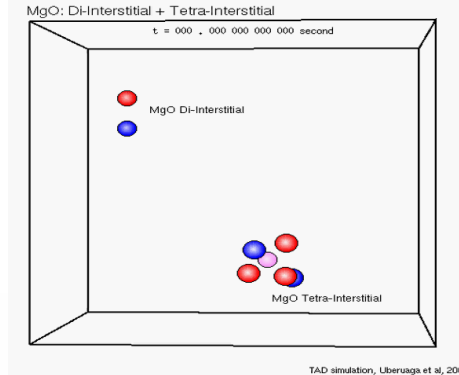 MgO: Di-Interstitial + Tetra-Interstitial
t = 000 . 000 000 000 000 second
MgO Di-Interstitial
MgO Tetra-Interstitial
TAD simulation, Uberuaga et al, 20